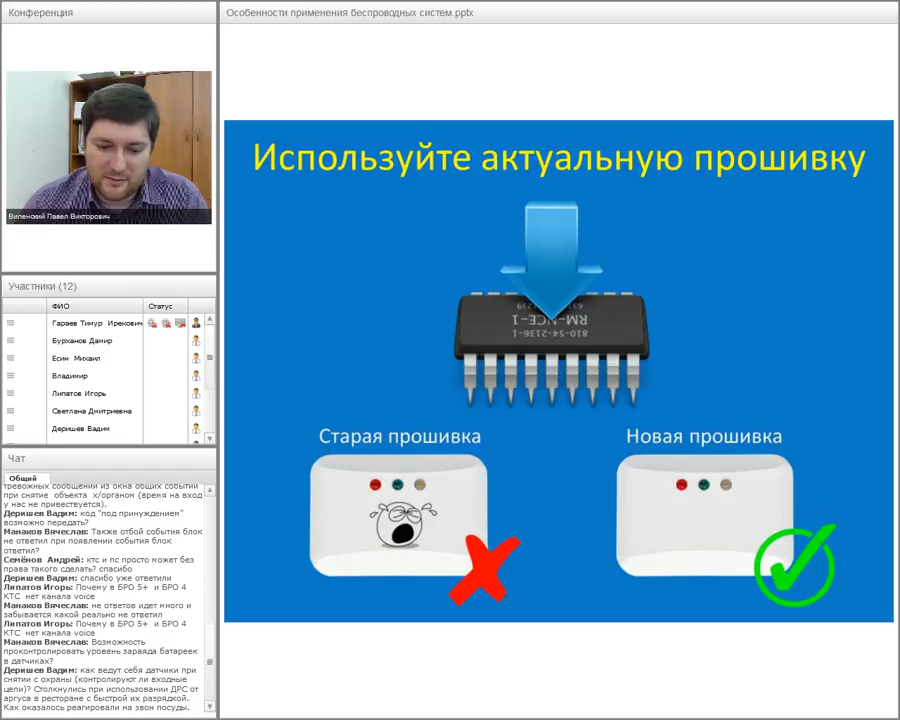 Конференция
Особенности применения беспроводных систем.pptx
Виленский Павел Викторович
Участники (12)
ФИО
Статус
Гараев Тимур Ирекович
Бурханов Дамир
Есин Михаил
Владимир
Липатов Игорь
Светлана Дмитриевна
Деришев Вадим
Чат
Общий
тревожных сообщений из окна общих событий
при снятие объекта х/органом (время на вход
у нас не привествуется).
Деришев Вадим: код "под принуждением"
возможно передать?
Манаков Вячеслав: Также отбой события блок
не ответил при появлении события блок
ответил?
Семёнов Андрей: ктс и пс просто может без
права такого сделать? спасибо
Деришев Вадим: спасибо уже ответили
Липатов Игорь: Почему в БРО 5+ и БРО 4
КТС нет канала voice
Манаков Вячеслав: не ответов идет много и
забывается какой реально не ответил
Липатов Игорь: Почему в БРО 5+ и БРО 4
КТС нет канала voice
Манаков Вячеслав: Возможность
проконтролировать уровень зараяда батареек
в датчиках?
Деришев Вадим: как ведут себя датчики при
снятии с охраны (контролируют ли входные
цепи)? Столкнулись при использовании ДРС от
аргуса в ресторане с быстрой их разрядкой.
Как оказалось реагировали на звон посуды.
Используйте актуальную прошивку
RM-NCE-1
810-54-2136-1
Старая прошивка
Новая прошивка